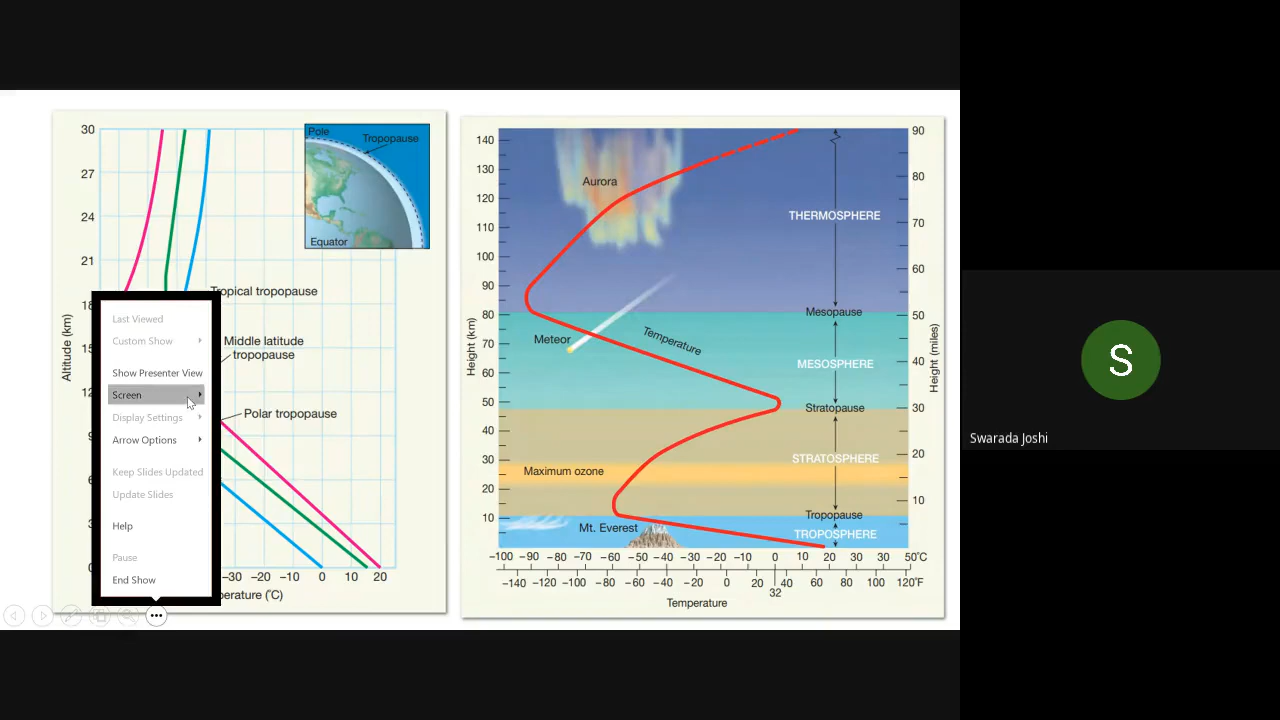 30
27
24
21
18
15
12
9
6
3
0
Altitude (km)
Pole
Tropopause
Equator
Tropical tropopause
Middle latitude
tropopause
Polar tropopause
−30 −20 −10 0 10 20
perature (°C)
Last Viewed
Custom Show
Show Presenter View
Screen
Display Settings
Arrow Options
Keep Slides Updated
Update Slides
Help
Pause
End Show
140
130
120
110
100
90
80
70
60
50
40
30
20
10
Height (km)
Aurora
Meteor
Temperature
Maximum ozone
Mt. Everest
THERMOSPHERE
Mesopause
MESOSPHERE
Stratopause
STRATOSPHERE
Tropopause
TROPOSPHERE
90
80
70
60
50
40
30
20
10
Height (miles)
−100 −90 −80 −70 −60 −50 −40 −30 −20 −10 0 10 20 30 30 50°C
−140 −120 −100 −80 −60 −40 −20 0 20 40 60 80 100 120°F
32
Temperature
S
Swarada Joshi